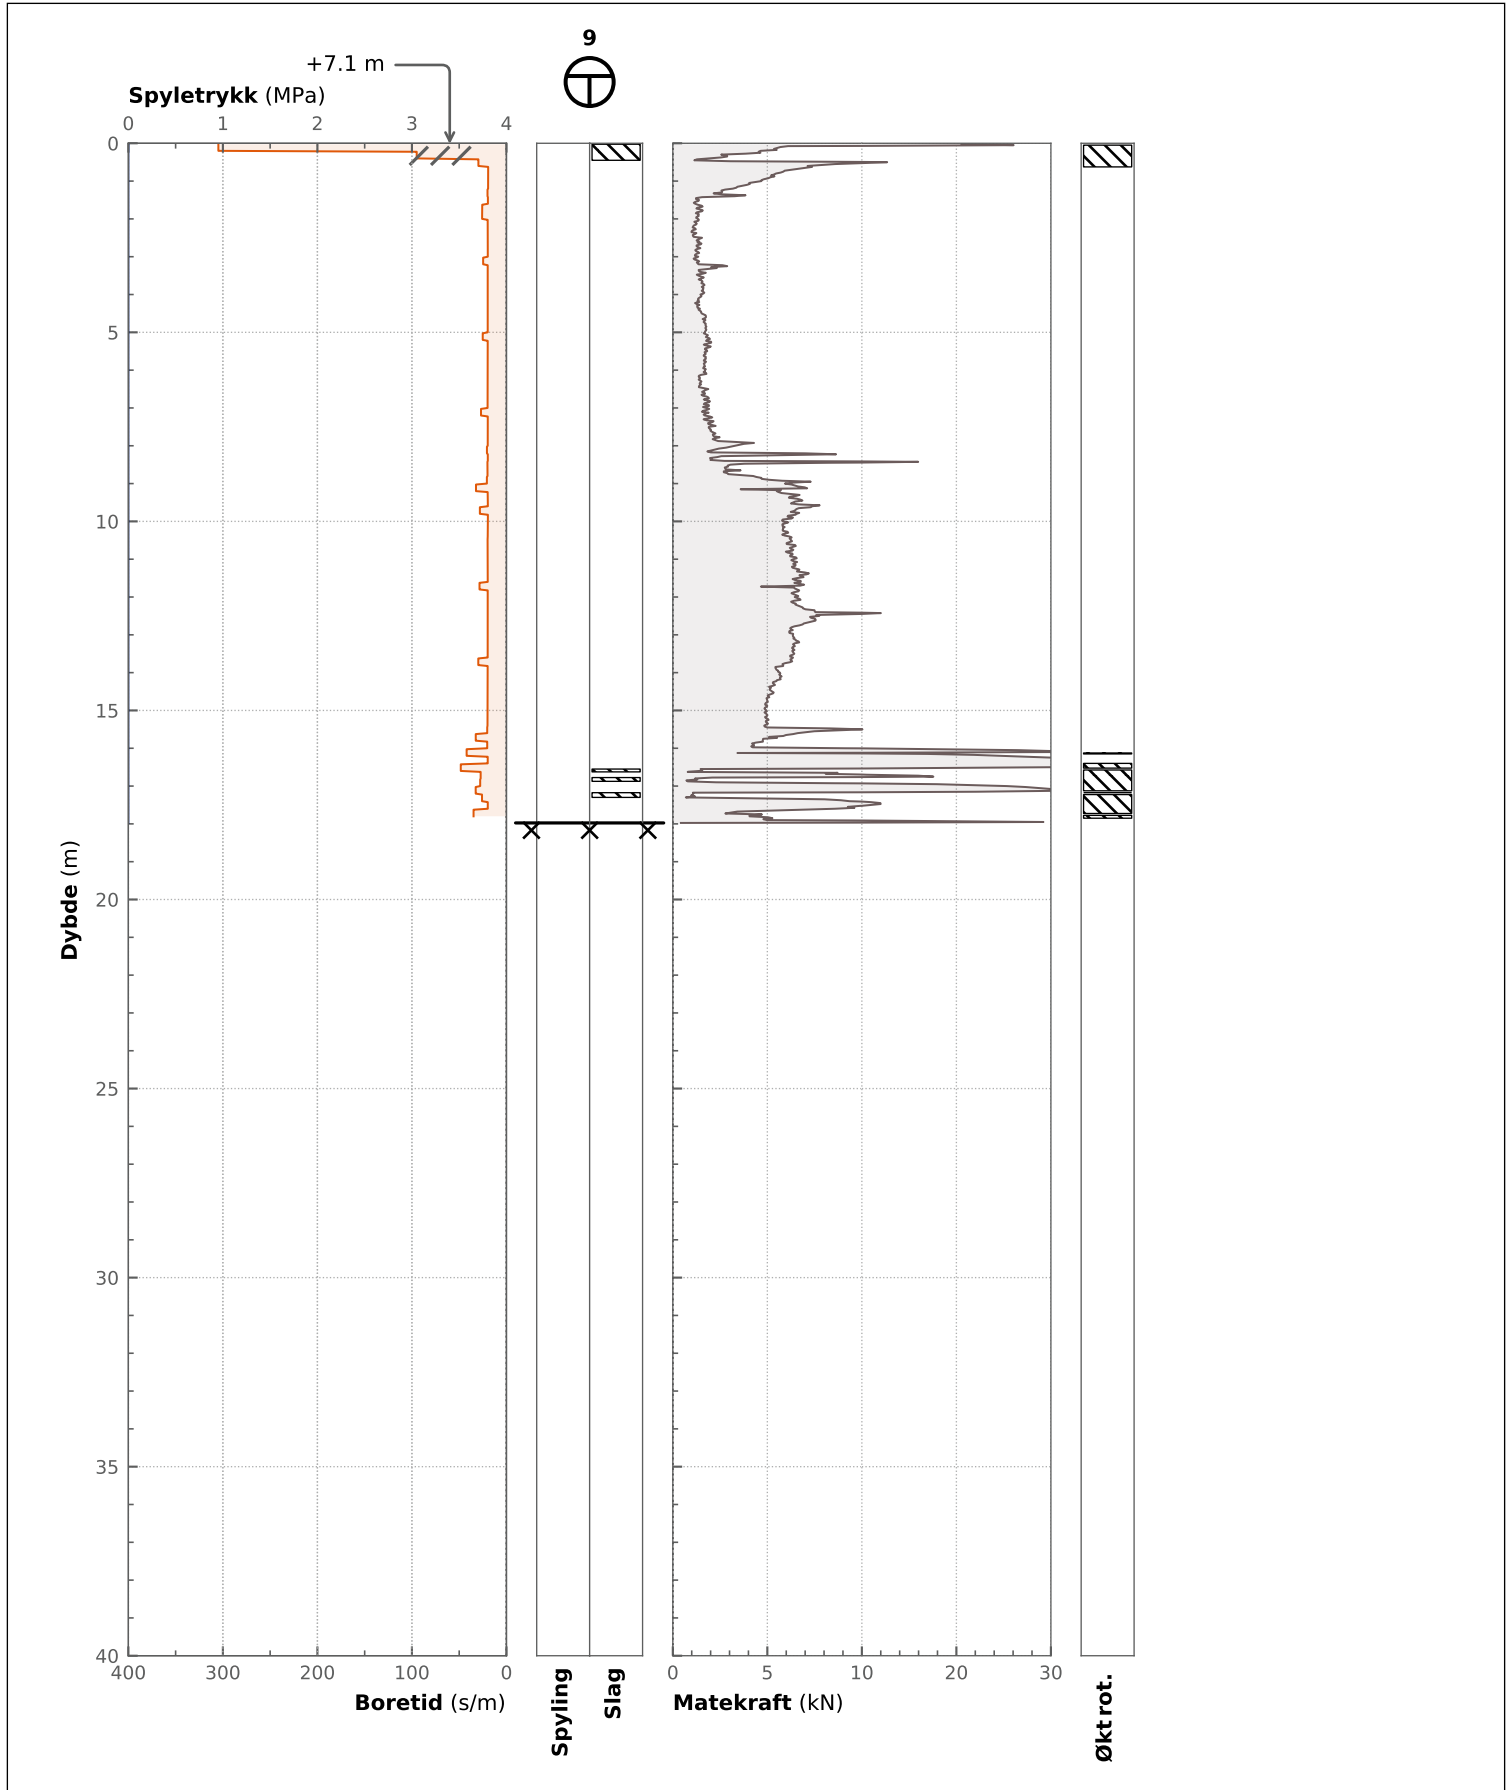 9
+7.1 m
Spyletrykk (MPa)
0 1 2 3 4
0
5
10
15
20
25
30
35
40
Dybde (m)
400 300 200 100 0
Boretid (s/m)
Spyling
Slag
0 5 10 20 30
Matekraft (kN)
Økt rot.